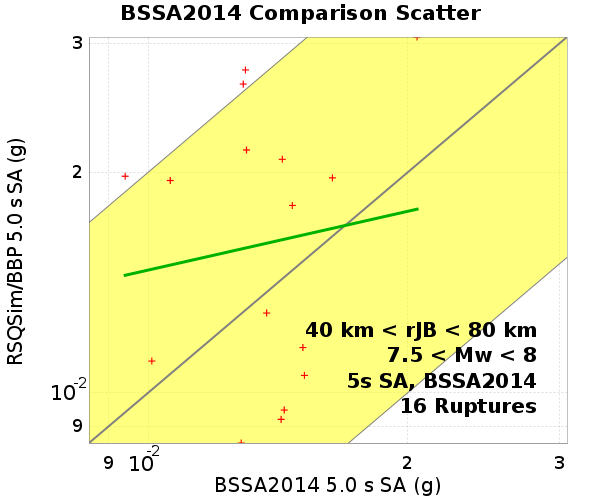 BSSA2014 Comparison Scatter
RSQSim/BBP 5.0 s SA (g)
3
2
10-2
9
40 km < rJB < 80 km
7.5 < Mw < 8
5s SA, BSSA2014
16 Ruptures
9 10-2 2 3
BSSA2014 5.0 s SA (g)